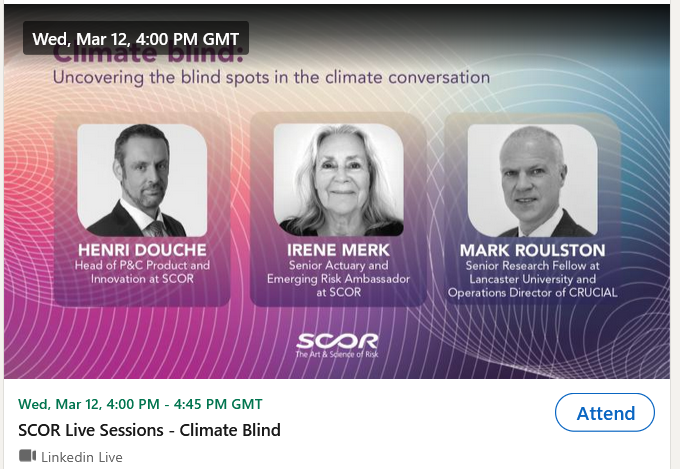 Wed, Mar 12, 4:00 PM GMT
Climate blind:
Uncovering the blind spots in the climate conversation
HENRI DOUCHE
Head of P&C Product and
Innovation at SCOR
IRENE MERK
Senior Actuary and
Emerging Risk Ambassador
at SCOR
MARK ROULSTON
Senior Research Fellow at
Lancaster University and
Operations Director of CRUCIAL
SCOR
The Art & Science of Risk
Wed, Mar 12, 4:00 PM - 4:45 PM GMT
Attend
SCOR Live Sessions - Climate Blind
Linkedin Live